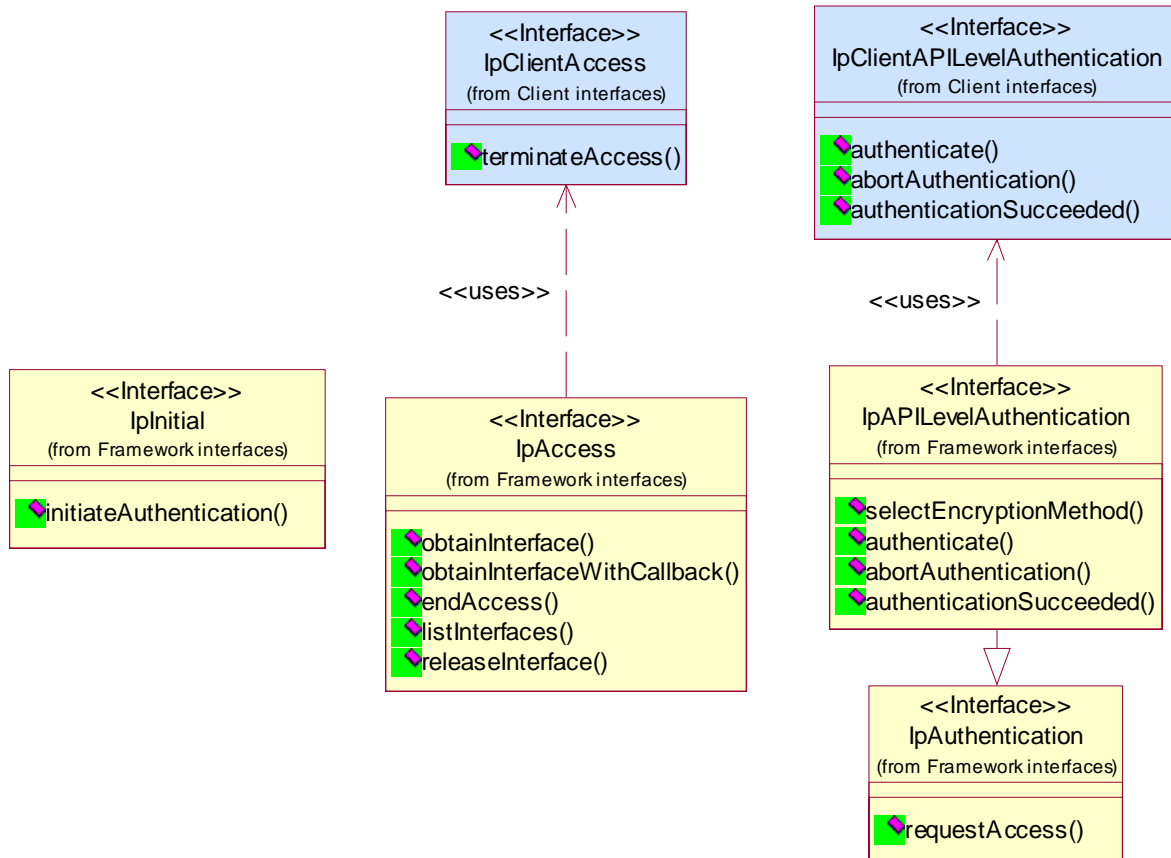 <<Interface>>
IpClientAccess
(from Client interfaces)
terminateAccess()
<<Interface>>
IpClientAPILevelAuthentication
(from Client interfaces)
authenticate()
abortAuthentication()
authenticationSucceeded()
<<uses>>
<<uses>>
<<Interface>>
IpInitial
(from Framework interfaces)
initiateAuthentication()
<<Interface>>
IpAccess
(from Framework interfaces)
obtainInterface()
obtainInterfaceWithCallback()
endAccess()
listInterfaces()
releaseInterface()
<<Interface>>
IpAPILevelAuthentication
(from Framework interfaces)
selectEncryptionMethod()
authenticate()
abortAuthentication()
authenticationSucceeded()
<<Interface>>
IpAuthentication
(from Framework interfaces)
requestAccess()